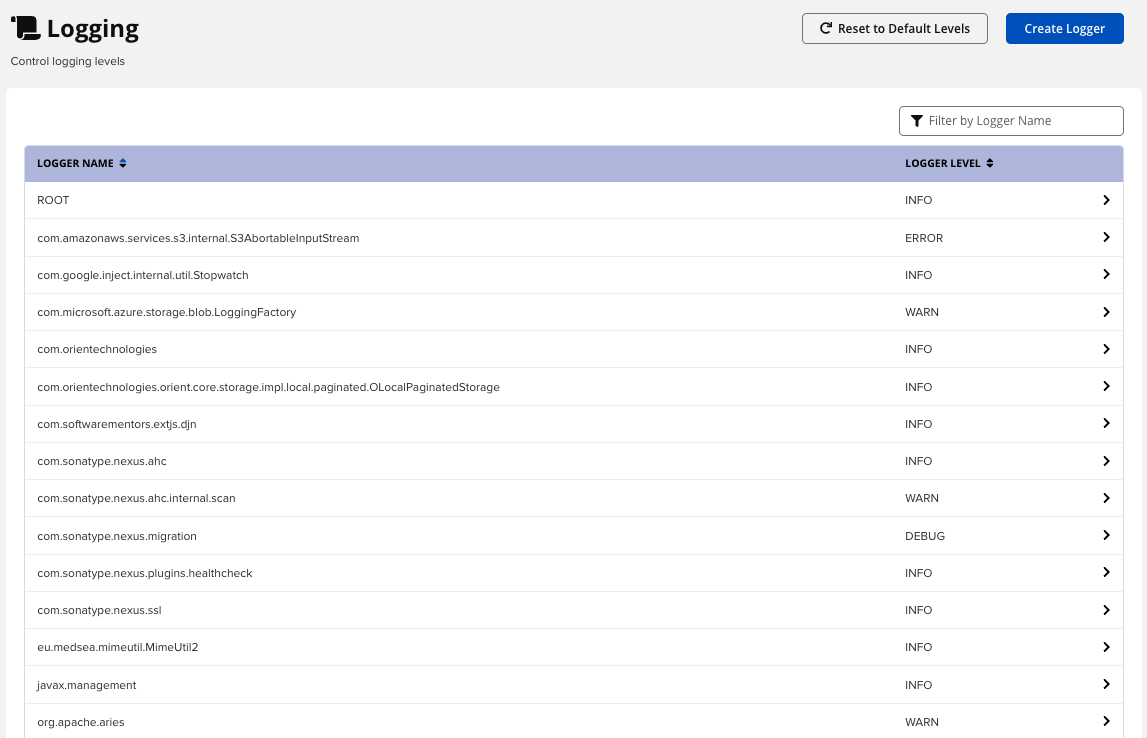 Logging
Reset to Default Levels
Create Logger
Control logging levels
Filter by Logger Name
LOGGER NAME LOGGER LEVEL
ROOT INFO
com.amazonaws.services.s3.internal.S3AbortableInputStream ERROR
com.google.inject.internal.util.Stopwatch INFO
com.microsoft.azure.storage.blob.LoggingFactory WARN
com.orientechnologies INFO
com.orientechnologies.orient.core.storage.impl.local.paginated.OLocalPaginatedStorage INFO
com.softwarementors.extjs.djn INFO
com.sonatype.nexus.ahc INFO
com.sonatype.nexus.ahc.internal.scan WARN
com.sonatype.nexus.migration DEBUG
com.sonatype.nexus.plugins.healthcheck INFO
com.sonatype.nexus.ssl INFO
eu.medsea.mimeutil.MimeUtil2 INFO
javax.management INFO
org.apache.aries WARN